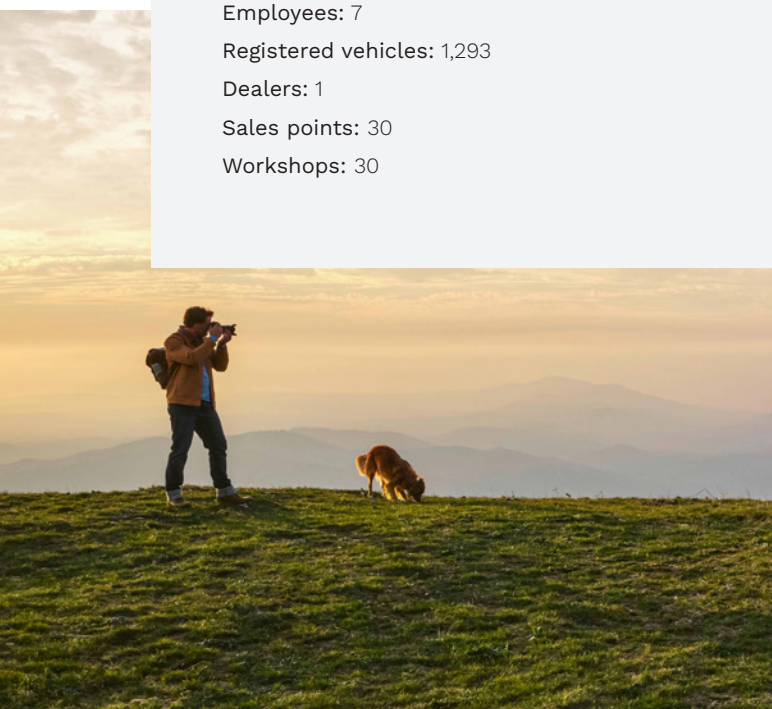 Employees: 7
Registered vehicles: 1,293
Dealers: 1
Sales points: 30
Workshops: 30